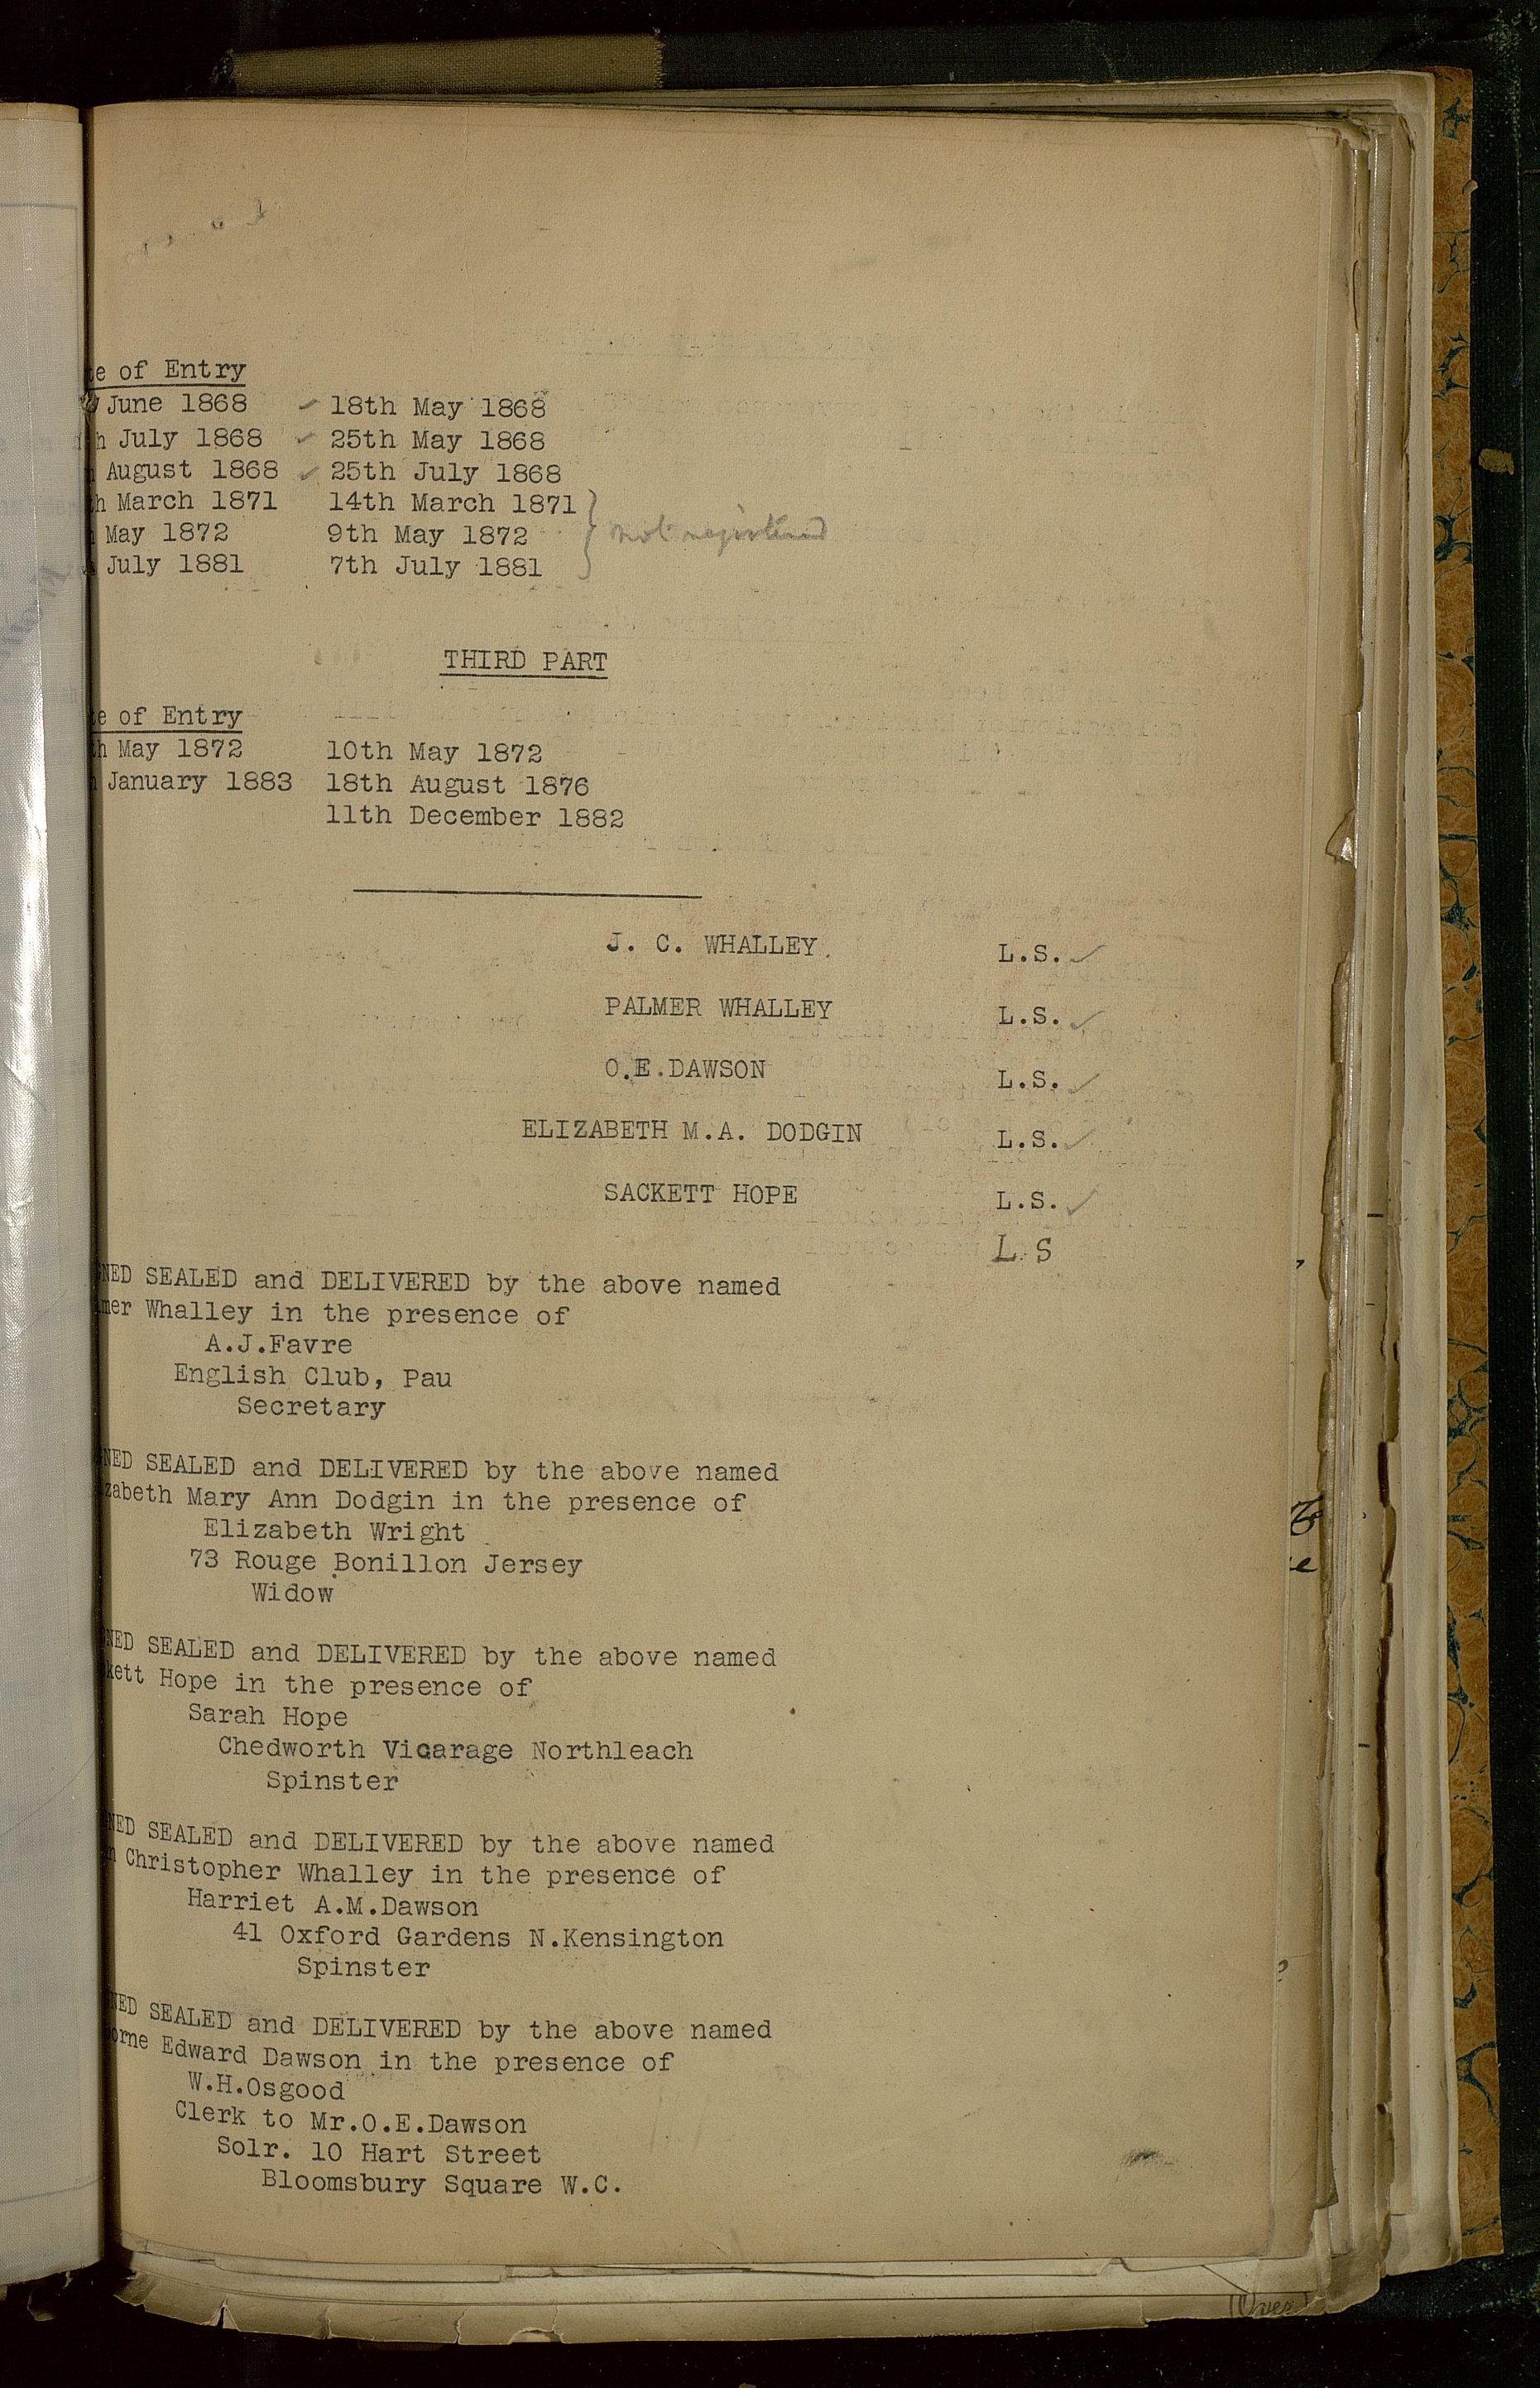 te of Entry
June 1868 ✓ 18th May 1868
h July 1868 ✓ 25th May 1868
August 1868 ✓ 25th July 1868
th March 1871 14th March 1871
May 1872 9th May 1872 } not registered
July 1881 7th July 1881
THIRD PART
te of Entry
th May 1872 10th May 1872
January 1883 18th August 1876
11th December 1882
J. C. WHALLEY. L.S. ✓
PALMER WHALLEY L.S. ✓
O.E.DAWSON L.S. ✓
ELIZABETH M.A. DODGIN L.S. ✓
SACKETT HOPE L.S. ✓
L.S
NED SEALED and DELIVERED by the above named
mer Whalley in the presence of
A.J.Favre
English Club, Pau
Secretary
NED SEALED and DELIVERED by the above named
zabeth Mary Ann Dodgin in the presence of
Elizabeth Wright
73 Rouge Bonillon Jersey
Widow
NED SEALED and DELIVERED by the above named
kett Hope in the presence of
Sarah Hope
Chedworth Vicarage Northleach
Spinster
NED SEALED and DELIVERED by the above named
n Christopher Whalley in the presence of
Harriet A.M.Dawson
41 Oxford Gardens N.Kensington
Spinster
NED SEALED and DELIVERED by the above named
orne Edward Dawson in the presence of
W.H.Osgood
Clerk to Mr.O.E.Dawson
Solr. 10 Hart Street
Bloomsbury Square W.C.
(Over)